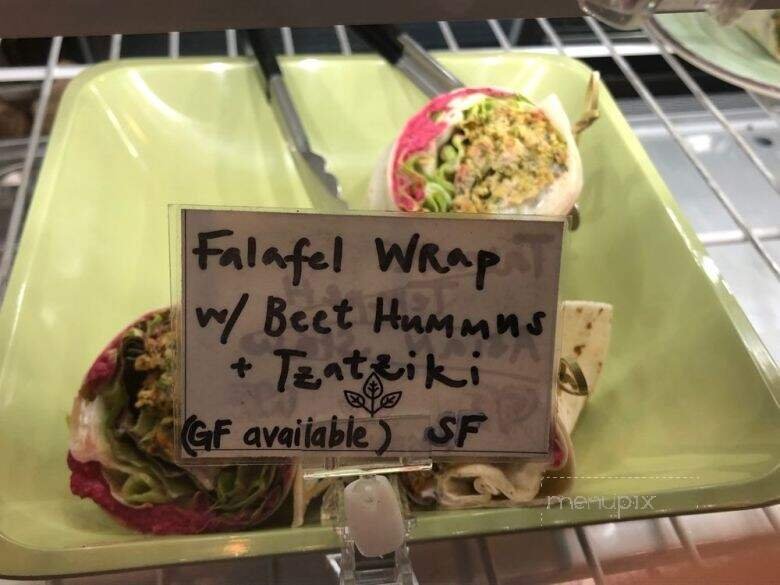 Falafel Wrap
w/ Beet Hummus
+ Tzatziki
(GF available) SF
menupix